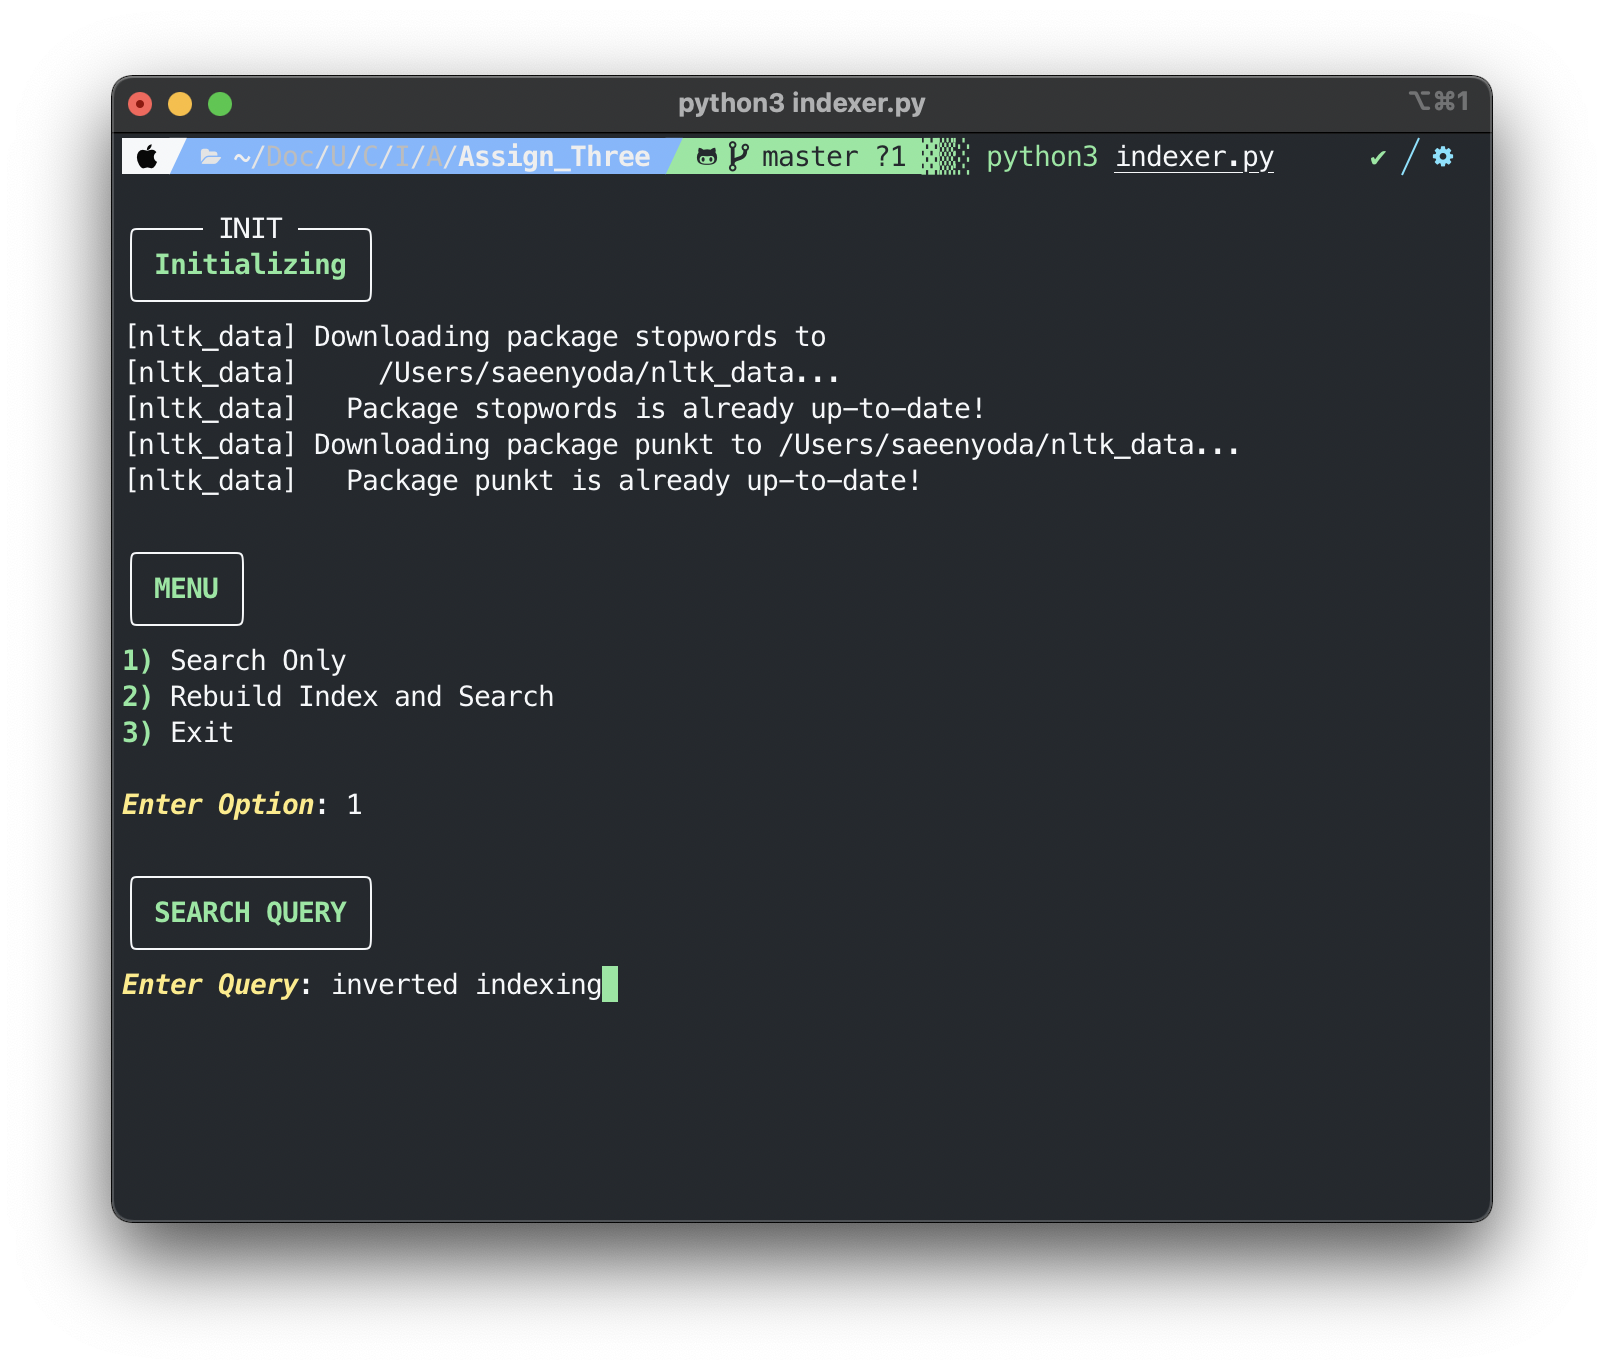 python3 indexer.py ⌥⌘1
~/Doc/U/C/I/A/Assign_Three master ?1 python3 indexer.py ✔
INIT
Initializing
[nltk_data] Downloading package stopwords to
[nltk_data]     /Users/saeenyoda/nltk_data...
[nltk_data]   Package stopwords is already up-to-date!
[nltk_data] Downloading package punkt to /Users/saeenyoda/nltk_data...
[nltk_data]   Package punkt is already up-to-date!
MENU
1) Search Only
2) Rebuild Index and Search
3) Exit
Enter Option: 1
SEARCH QUERY
Enter Query: inverted indexing